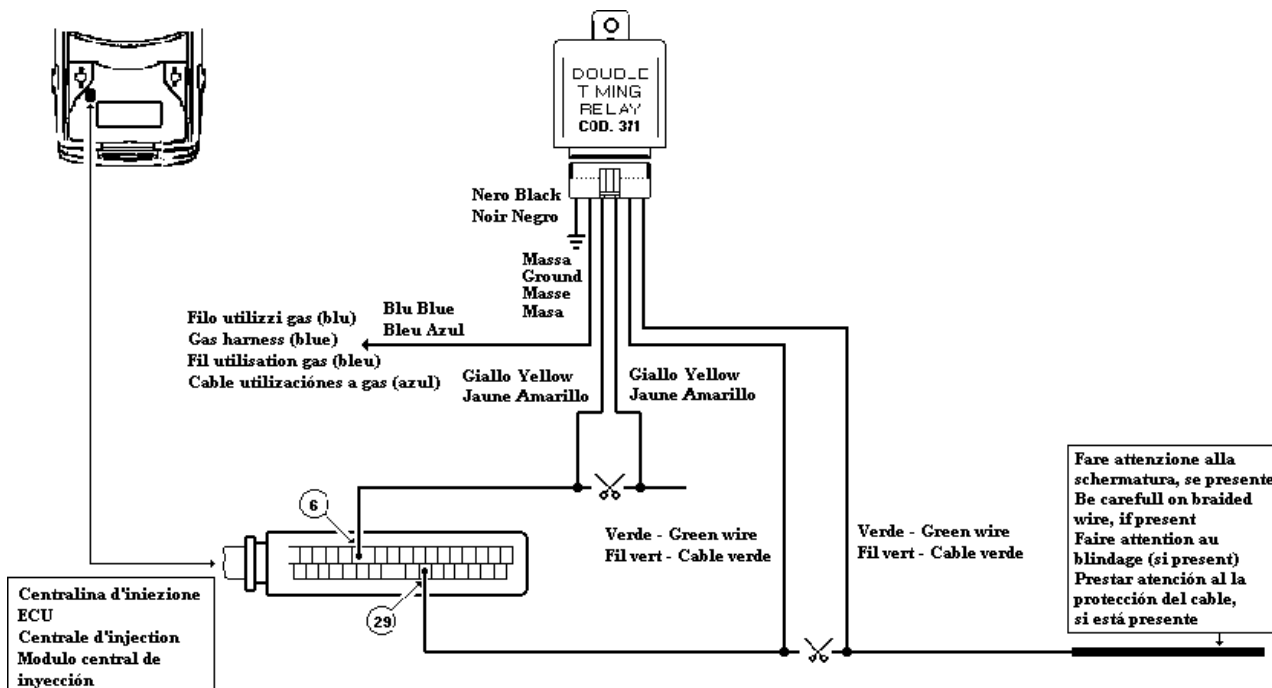 DOUD_E
T MING
RELAY
COD. 371
Nero Black
Noir Negro
Massa
Ground
Masse
Masa
Filo utilizzi gas (blu)
Gas harness (blue)
Fil utilisation gas (bleu)
Cable utilizaciónes a gas (azul)
Blu Blue
Bleu Azul
Giallo Yellow
Jaune Amarillo
Giallo Yellow
Jaune Amarillo
6
29
Verde - Green wire
Fil vert - Cable verde
Verde - Green wire
Fil vert - Cable verde
Fare attenzione alla
schermatura, se presente
Be carefull on braided
wire, if present
Faire attention au
blindage (si present)
Prestar atención al la
protección del cable,
si está presente
Centralina d'iniezione
ECU
Centrale d'injection
Modulo central de
inyección